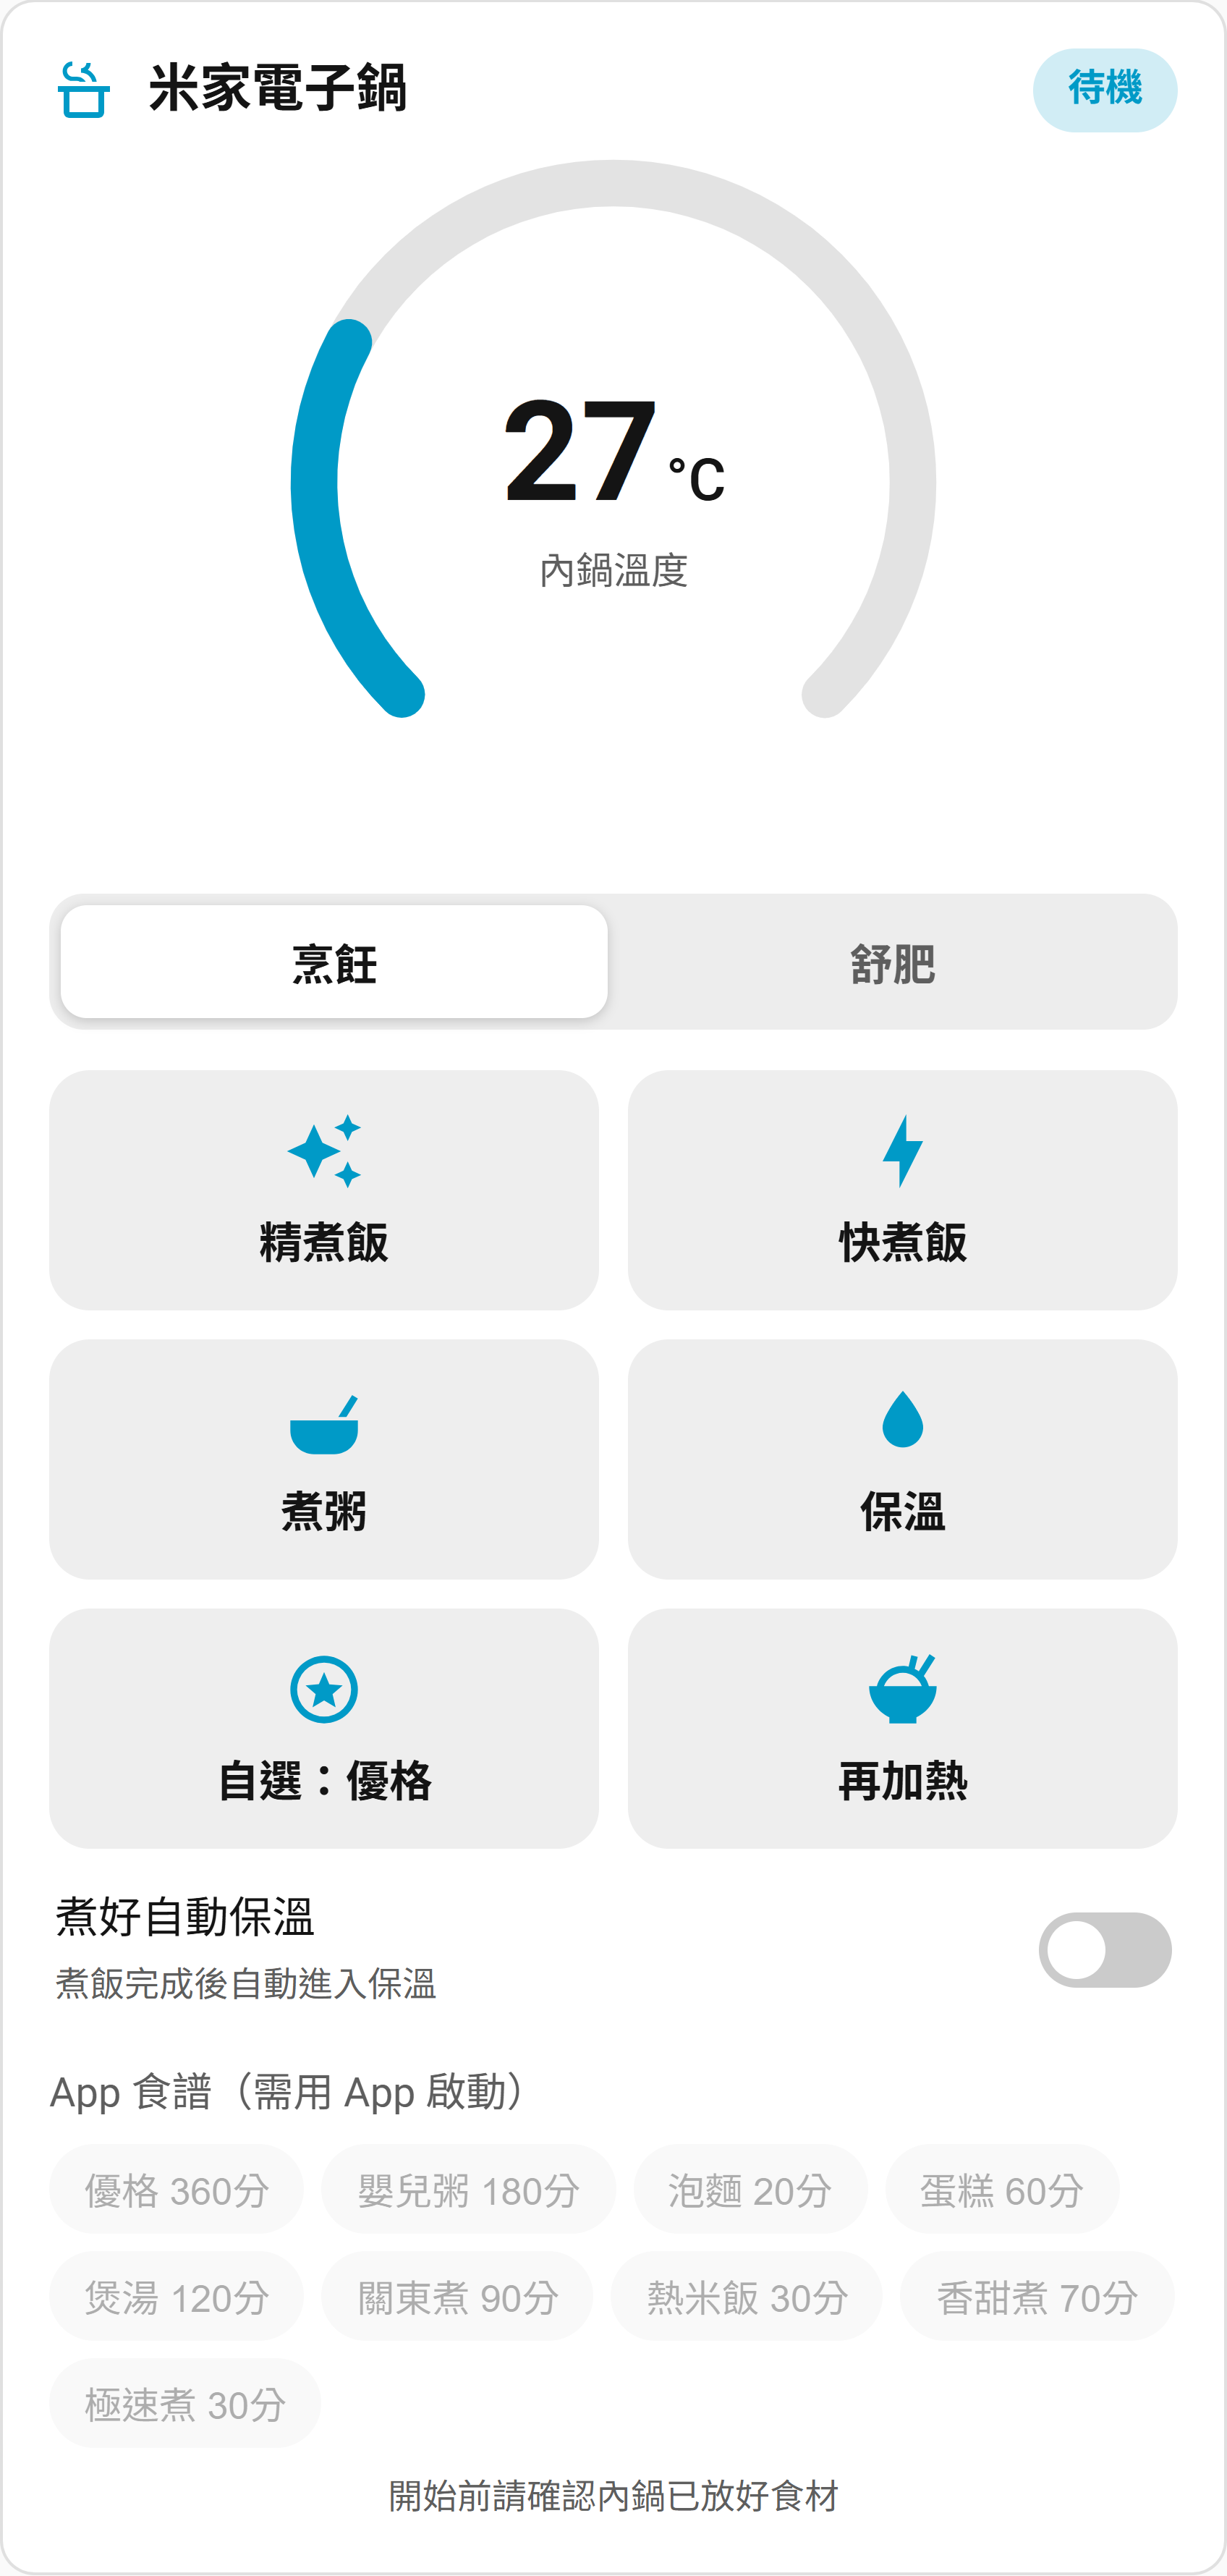 米家電子鍋
待機
27 °C
內鍋溫度
烹飪
舒肥
精煮飯
快煮飯
煮粥
保溫
自選：優格
再加熱
煮好自動保溫
煮飯完成後自動進入保溫
App 食譜（需用 App 啟動）
優格 360分
嬰兒粥 180分
泡麵 20分
蛋糕 60分
煲湯 120分
關東煮 90分
熱米飯 30分
香甜煮 70分
極速煮 30分
開始前請確認內鍋已放好食材